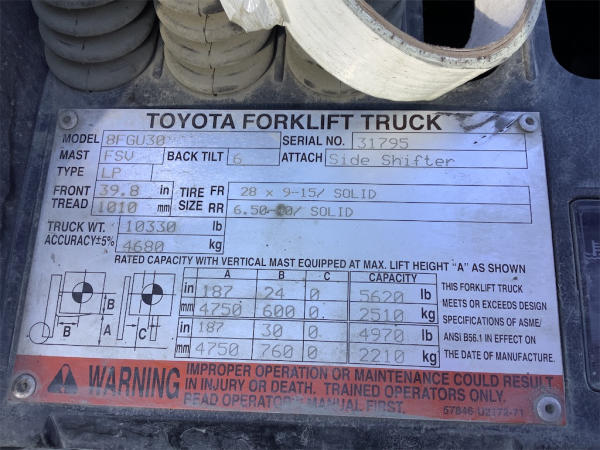 TOYOTA FORKLIFT TRUCK
MODEL 8FGU30 SERIAL NO. 31795
MAST FSV BACK TILT 6 ATTACH Side Shifter
TYPE LP
FRONT TREAD 39.8 in TIRE SIZE FR 28 x 9-15/ SOLID
1010 mm RR 6.50-10/ SOLID
TRUCK WT. 10330 lb
ACCURACY±5% 4680 kg
RATED CAPACITY WITH VERTICAL MAST EQUIPPED AT MAX. LIFT HEIGHT "A" AS SHOWN
A B C CAPACITY
in 187 24 0 5620 lb
mm 4750 600 0 2510 kg
in 187 30 0 4970 lb
mm 4750 760 0 2210 kg
B
B A C
THIS FORKLIFT TRUCK
MEETS OR EXCEEDS DESIGN
SPECIFICATIONS OF ASME/
ANSI B56.1 IN EFFECT ON
THE DATE OF MANUFACTURE.
WARNING
IMPROPER OPERATION OR MAINTENANCE COULD RESULT
IN INJURY OR DEATH. TRAINED OPERATORS ONLY.
READ OPERATOR'S MANUAL FIRST.
57846-U2172-71